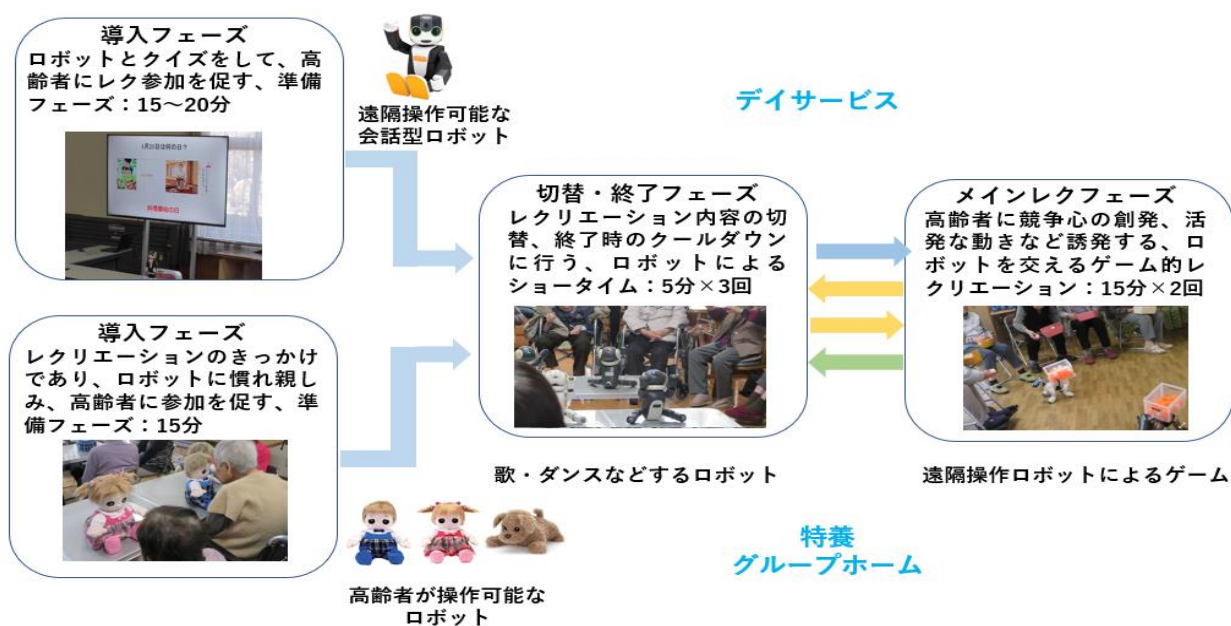 導入フェーズ
ロボットとクイズをして、高
齢者にレク参加を促す、準備
フェーズ：15～20分
遠隔操作可能な
会話型ロボット
デイサービス
切替・終了フェーズ
レクリエーション内容の切
替、終了時のクールダウン
に行う、ロボットによる
ショータイム：5分×3回
メインレクフェーズ
高齢者に競争心の創発、活
発な動きなど誘発する、ロ
ボットを交えるゲーム的レ
クリエーション：15分×2回
導入フェーズ
レクリエーションのきっかけ
であり、ロボットに慣れ親し
み、高齢者に参加を促す、準
備フェーズ：15分
歌・ダンスなどするロボット
遠隔操作ロボットによるゲーム
特養
グループホーム
高齢者が操作可能な
ロボット